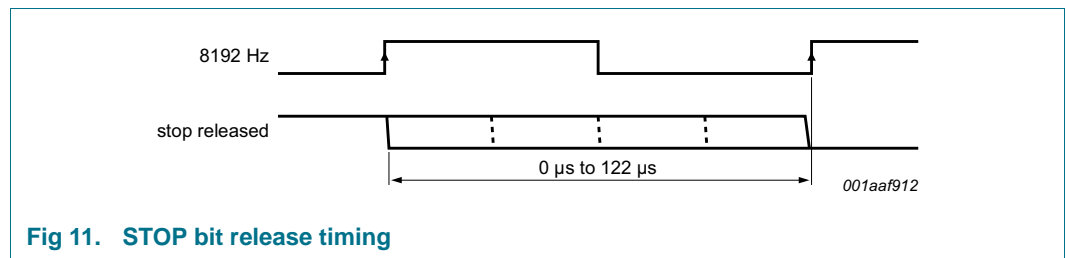 8192 Hz
stop released
0 μs to 122 μs
001aaf912
Fig 11. STOP bit release timing